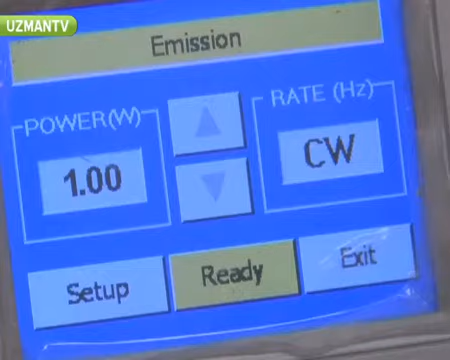 UZMANTV
Emission
POWER(W)
RATE (Hz)
1.00
CW
Setup
Ready
Exit